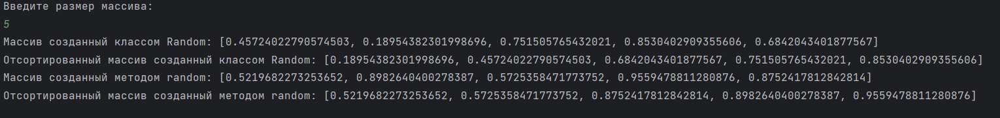 Введите размер массива:
5
Массив созданный классом Random: [0.45724022790574503, 0.18954382301998696, 0.751505765432021, 0.8530402909355606, 0.6842043401877567]
Отсортированный массив созданный классом Random: [0.18954382301998696, 0.45724022790574503, 0.6842043401877567, 0.751505765432021, 0.8530402909355606]
Массив созданный методом random: [0.5219682273253652, 0.8982640400278387, 0.5725358471773752, 0.9559478811280876, 0.8752417812842814]
Отсортированный массив созданный методом random: [0.5219682273253652, 0.5725358471773752, 0.8752417812842814, 0.8982640400278387, 0.9559478811280876]